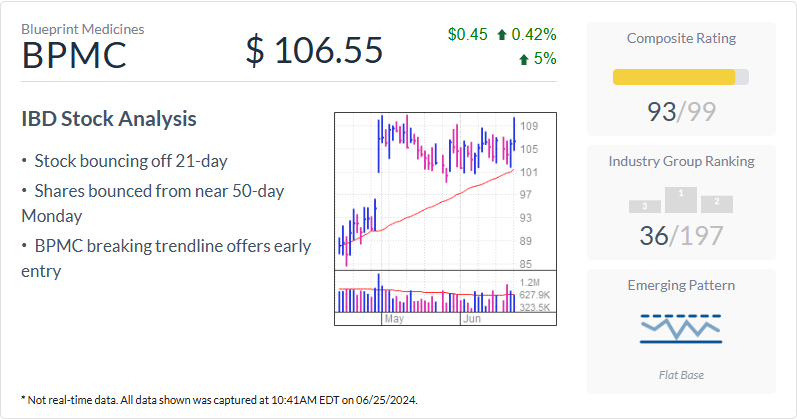 Blueprint Medicines
BPMC
$ 106.55
$0.45 0.42%
5%
IBD Stock Analysis
• Stock bouncing off 21-day
• Shares bounced from near 50-day
Monday
• BPMC breaking trendline offers early
entry
109
105
101
97
93
89
85
1.2M
627.9K
323.5K
May Jun
Composite Rating
93/99
Industry Group Ranking
3 1 2
36/197
Emerging Pattern
Flat Base
* Not real-time data. All data shown was captured at 10:41AM EDT on 06/25/2024.